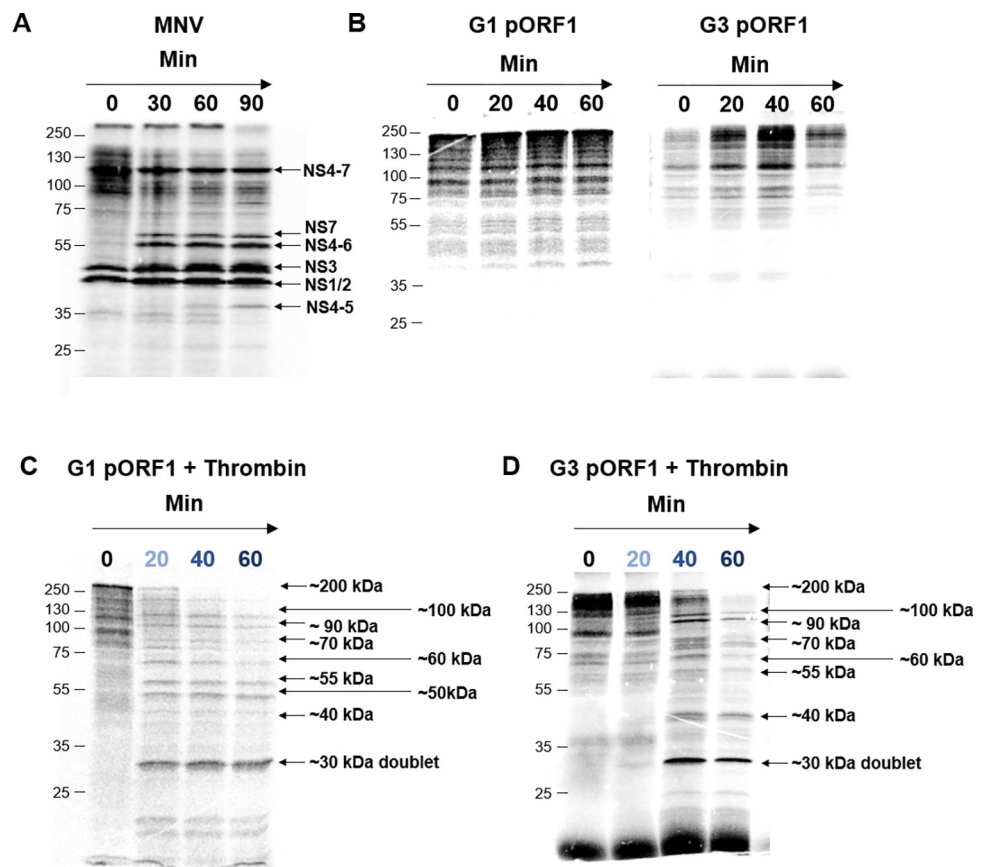 A
MNV
Min
0 30 60 90
250
130
100
75
55
35
25
NS4-7
NS7
NS4-6
NS3
NS1/2
NS4-5
B
G1 pORF1
Min
0 20 40 60
250
130
100
75
55
35
25
G3 pORF1
Min
0 20 40 60
C
G1 pORF1 + Thrombin
Min
0 20 40 60
250
130
100
75
55
35
25
~200 kDa
~100 kDa
~ 90 kDa
~70 kDa
~60 kDa
~55 kDa
~50kDa
~40 kDa
~30 kDa doublet
D
G3 pORF1 + Thrombin
Min
0 20 40 60
250
130
100
75
55
35
25
~200 kDa
~100 kDa
~ 90 kDa
~70 kDa
~60 kDa
~55 kDa
~40 kDa
~30 kDa doublet